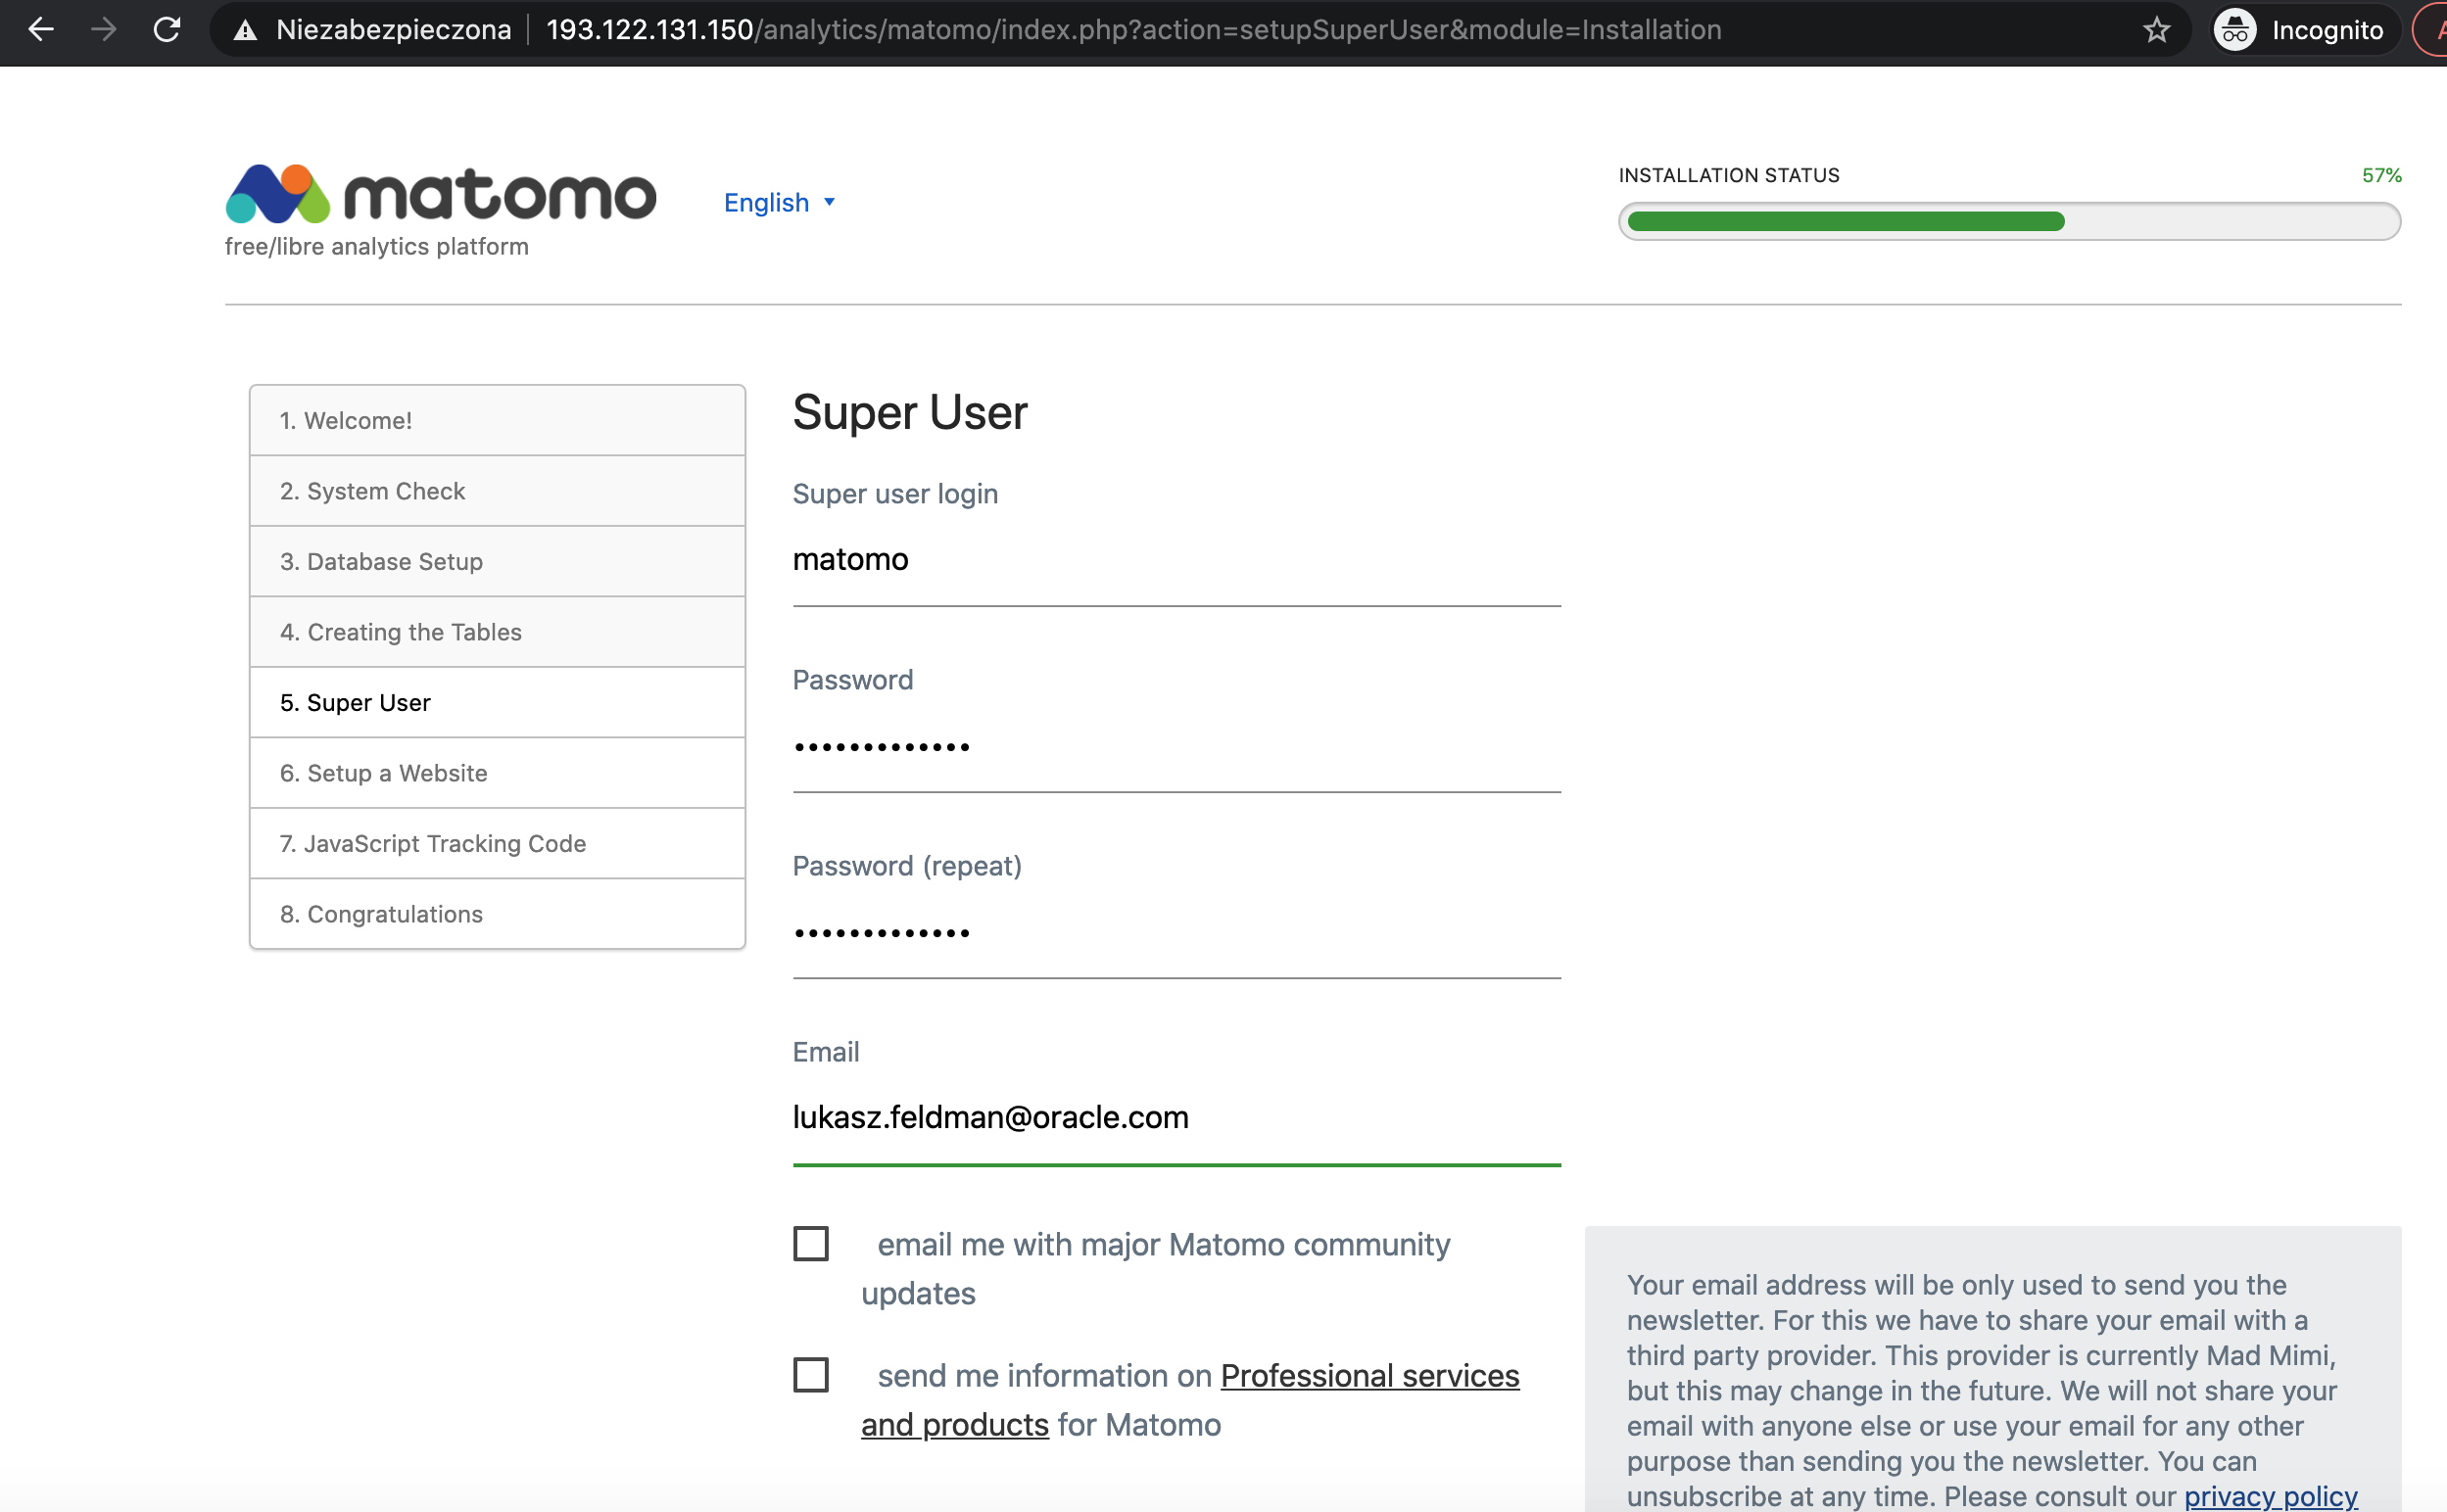 Niezabezpieczona 193.122.131.150/analytics/matomo/index.php?action=setupSuperUser&module=Installation Incognito
matomo
free/libre analytics platform
English
INSTALLATION STATUS 57%
1. Welcome!
2. System Check
3. Database Setup
4. Creating the Tables
5. Super User
6. Setup a Website
7. JavaScript Tracking Code
8. Congratulations
Super User
Super user login
matomo
Password
•••••••••••••
Password (repeat)
•••••••••••••
Email
lukasz.feldman@oracle.com
email me with major Matomo community
updates
send me information on Professional services
and products for Matomo
Your email address will be only used to send you the
newsletter. For this we have to share your email with a
third party provider. This provider is currently Mad Mimi,
but this may change in the future. We will not share your
email with anyone else or use your email for any other
purpose than sending you the newsletter. You can
unsubscribe at any time. Please consult our privacy policy